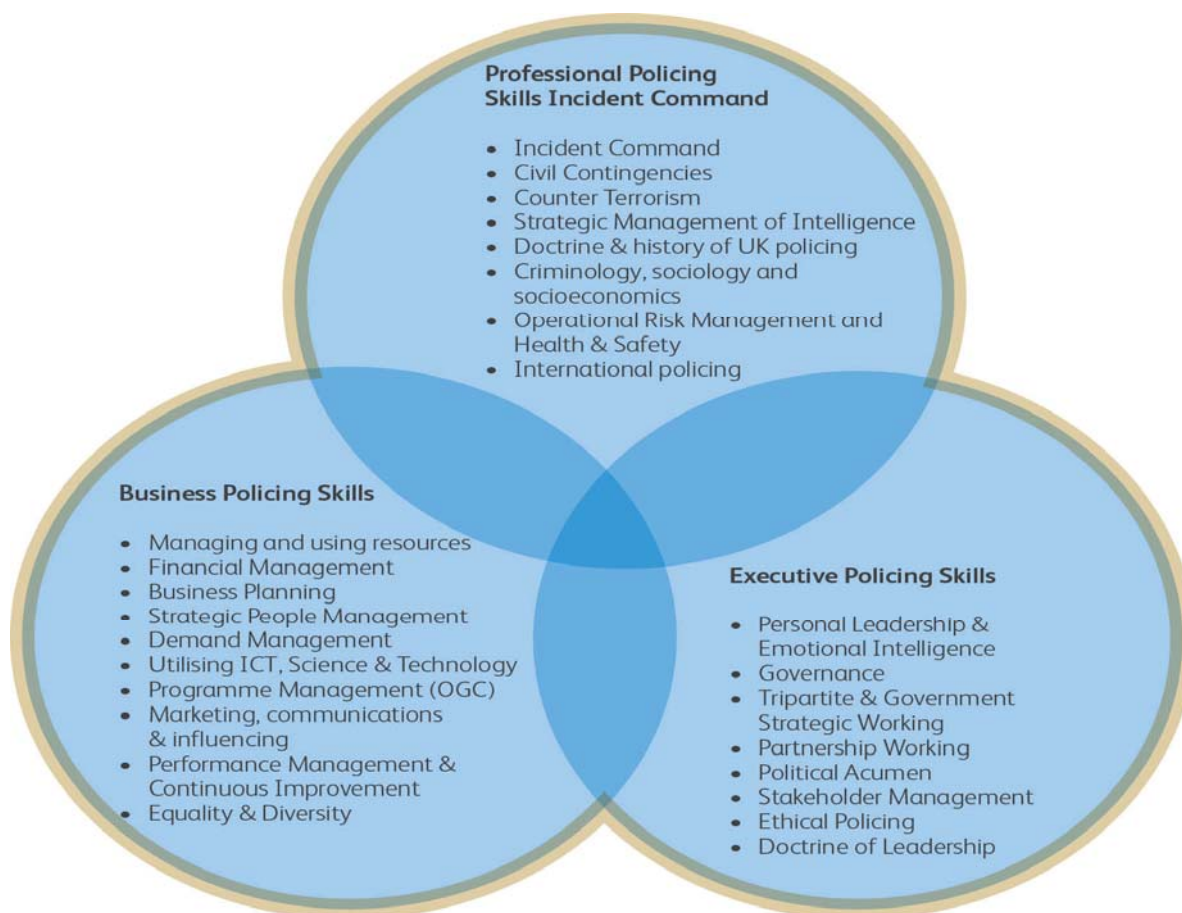 Professional Policing
Skills Incident Command
• Incident Command
• Civil Contingencies
• Counter Terrorism
• Strategic Management of Intelligence
• Doctrine & history of UK policing
• Criminology, sociology and
socioeconomics
• Operational Risk Management and
Health & Safety
• International policing
Business Policing Skills
• Managing and using resources
• Financial Management
• Business Planning
• Strategic People Management
• Demand Management
• Utilising ICT, Science & Technology
• Programme Management (OGC)
• Marketing, communications
& influencing
• Performance Management &
Continuous Improvement
• Equality & Diversity
Executive Policing Skills
• Personal Leadership &
Emotional Intelligence
• Governance
• Tripartite & Government
Strategic Working
• Partnership Working
• Political Acumen
• Stakeholder Management
• Ethical Policing
• Doctrine of Leadership